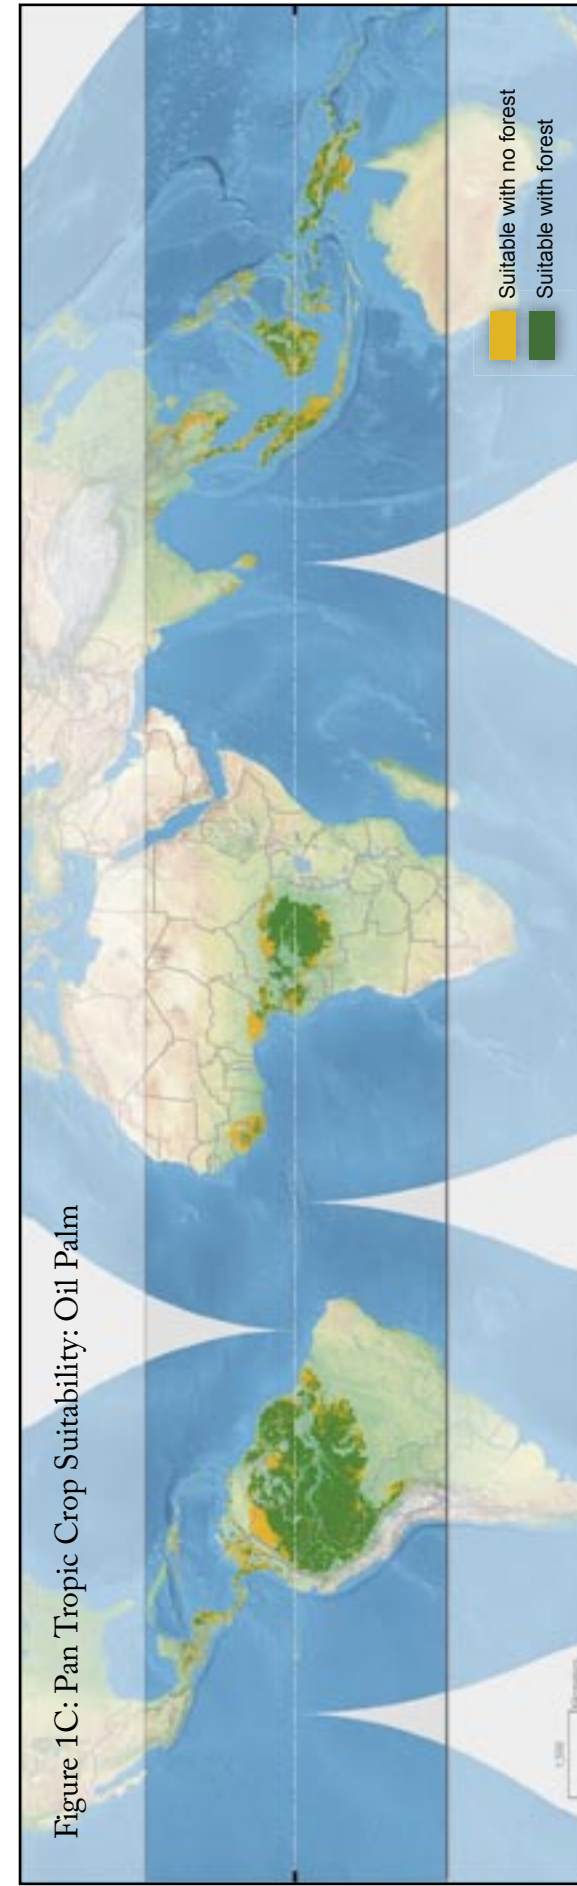 Figure 1C: Pan Tropic Crop Suitability: Oil Palm
Suitable with no forest
Suitable with forest